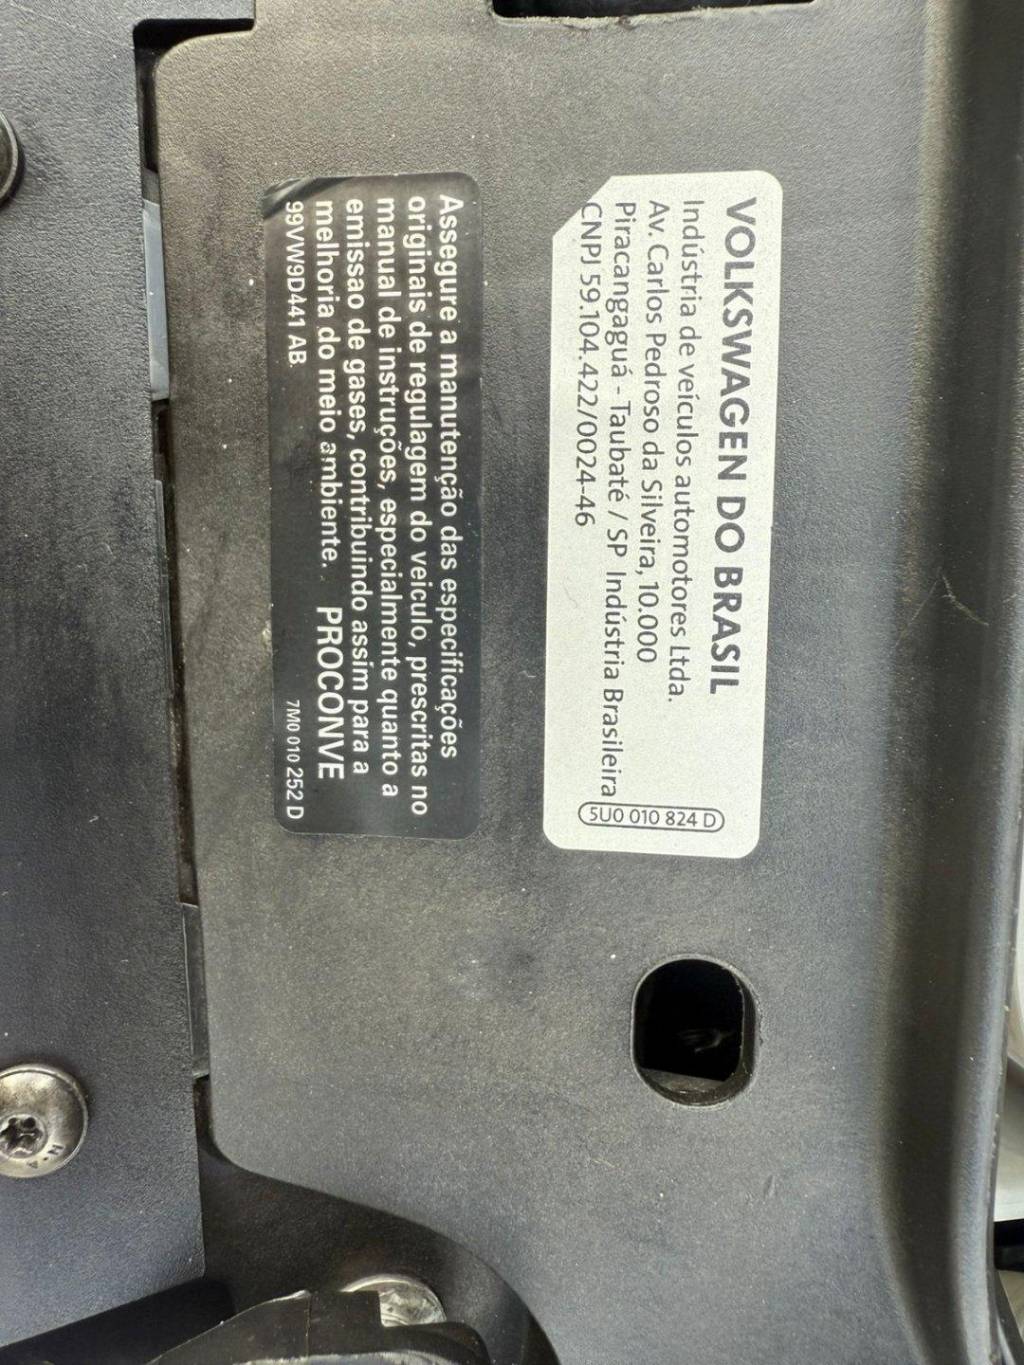 VOLKSWAGEN DO BRASIL
Indústria de veículos automotores Ltda.
Av. Carlos Pedroso da Silveira, 10.000
Piracangaguá - Taubaté / SP Indústria Brasileira
CNPJ 59.104.422/0024-46
5U0 010 824 D
Assegure a manutenção das especificações
originais de regulagem do veiculo, prescritas no
manual de instruções, especialmente quanto a
emissão de gases, contribuindo assim para a
melhoria do meio ambiente. PROCONVE
99VW9D441 AB. 7M0 010 252 D